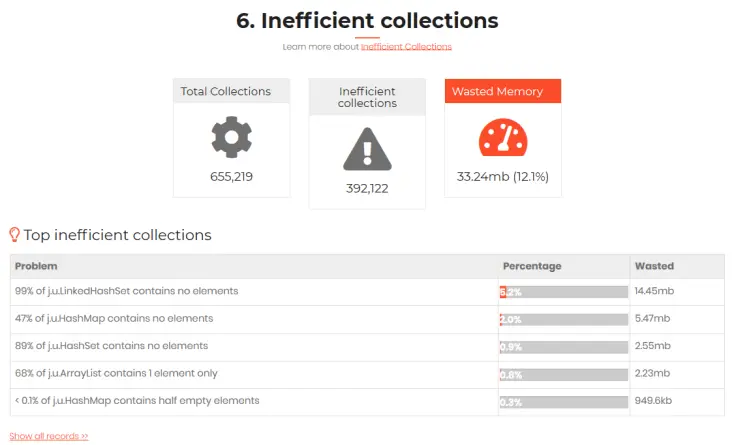 6. Inefficient collections
Learn more about Inefficient Collections
Total Collections
655,219
Inefficient
collections
392,122
Wasted Memory
33.24mb (12.1%)
Top inefficient collections
Problem Percentage Wasted
99% of j.u.LinkedHashSet contains no elements 5.2% 14.45mb
47% of j.u.HashMap contains no elements 2.0% 5.47mb
89% of j.u.HashSet contains no elements 0.9% 2.55mb
68% of j.u.ArrayList contains 1 element only 0.8% 2.23mb
< 0.1% of j.u.HashMap contains half empty elements 0.3% 949.6kb
Show all records >>